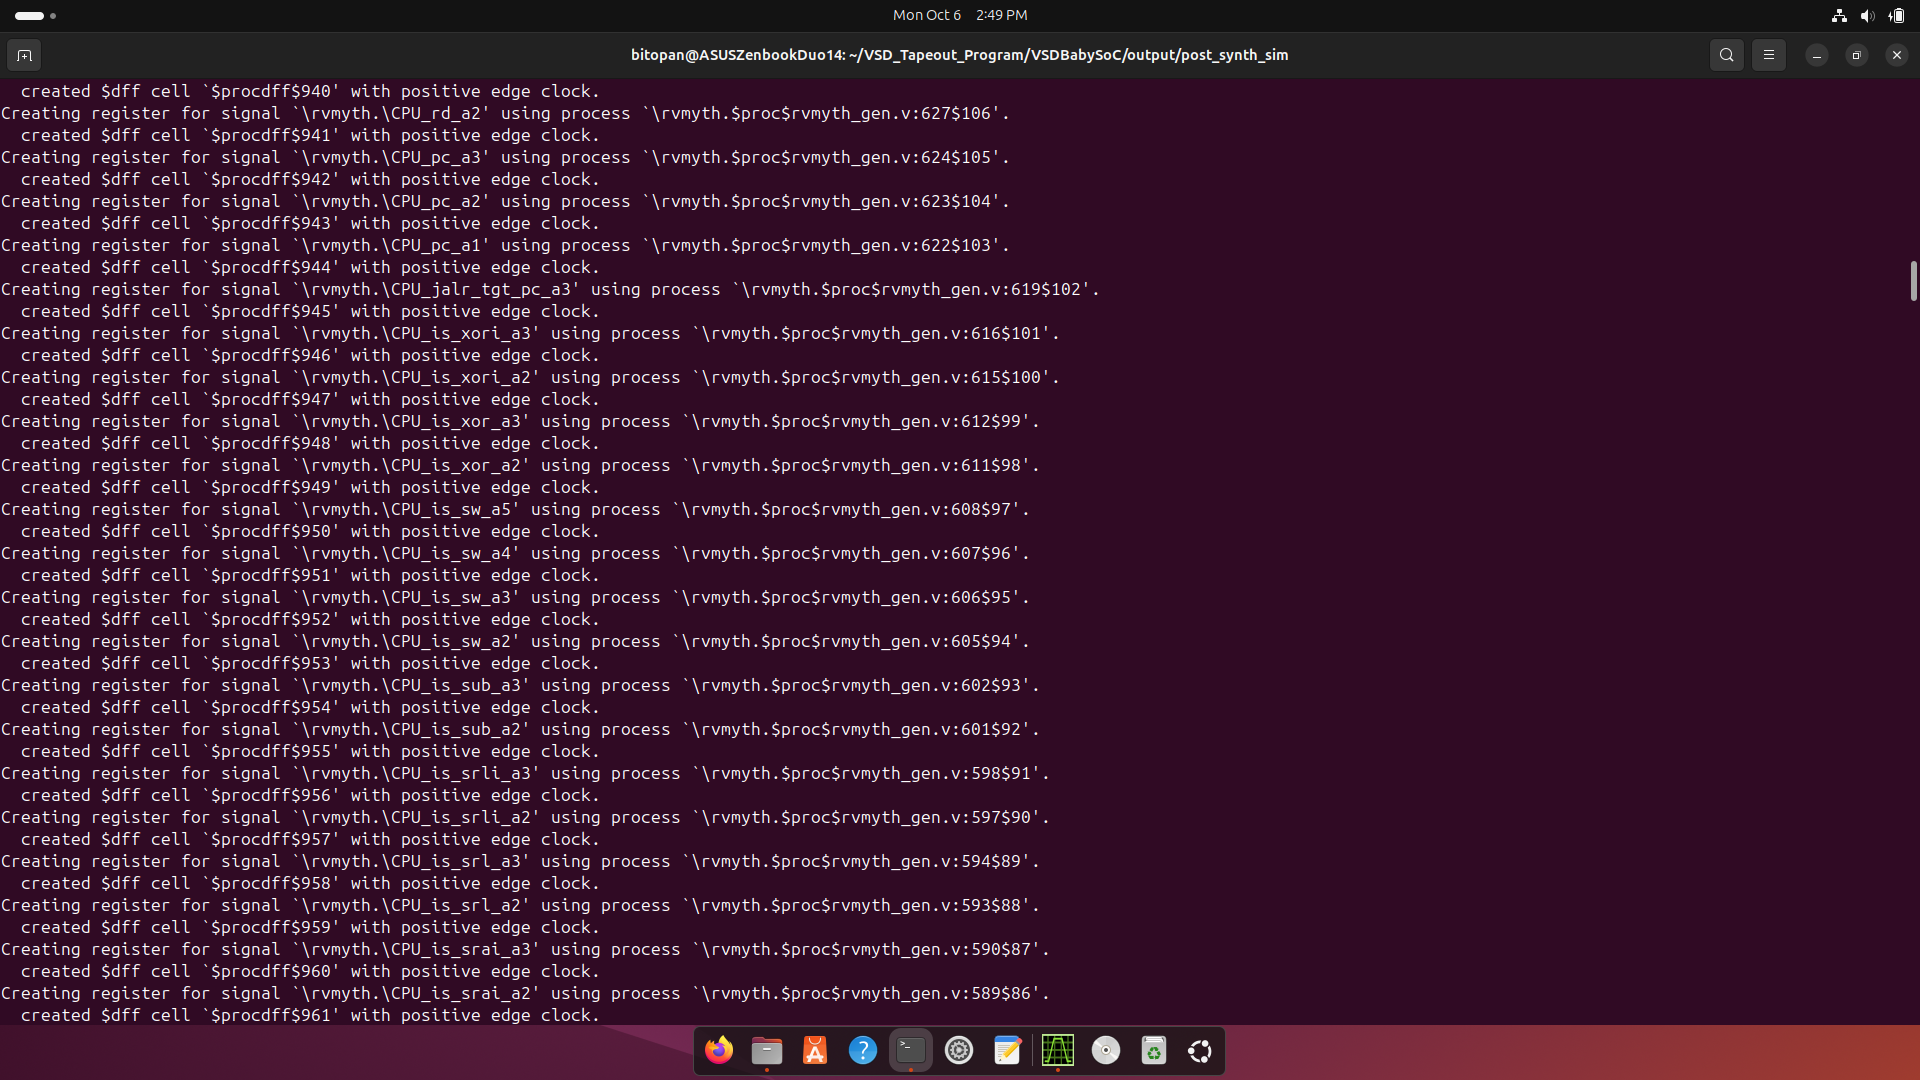 Mon Oct 6 2:49 PM
bitopan@ASUSZenbookDuo14: ~/VSD_Tapeout_Program/VSDBabySoC/output/post_synth_sim
  created $dff cell `$procdff$940' with positive edge clock.
Creating register for signal `\rvmyth.\CPU_rd_a2' using process `\rvmyth.$proc$rvmyth_gen.v:627$106'.
  created $dff cell `$procdff$941' with positive edge clock.
Creating register for signal `\rvmyth.\CPU_pc_a3' using process `\rvmyth.$proc$rvmyth_gen.v:624$105'.
  created $dff cell `$procdff$942' with positive edge clock.
Creating register for signal `\rvmyth.\CPU_pc_a2' using process `\rvmyth.$proc$rvmyth_gen.v:623$104'.
  created $dff cell `$procdff$943' with positive edge clock.
Creating register for signal `\rvmyth.\CPU_pc_a1' using process `\rvmyth.$proc$rvmyth_gen.v:622$103'.
  created $dff cell `$procdff$944' with positive edge clock.
Creating register for signal `\rvmyth.\CPU_jalr_tgt_pc_a3' using process `\rvmyth.$proc$rvmyth_gen.v:619$102'.
  created $dff cell `$procdff$945' with positive edge clock.
Creating register for signal `\rvmyth.\CPU_is_xori_a3' using process `\rvmyth.$proc$rvmyth_gen.v:616$101'.
  created $dff cell `$procdff$946' with positive edge clock.
Creating register for signal `\rvmyth.\CPU_is_xori_a2' using process `\rvmyth.$proc$rvmyth_gen.v:615$100'.
  created $dff cell `$procdff$947' with positive edge clock.
Creating register for signal `\rvmyth.\CPU_is_xor_a3' using process `\rvmyth.$proc$rvmyth_gen.v:612$99'.
  created $dff cell `$procdff$948' with positive edge clock.
Creating register for signal `\rvmyth.\CPU_is_xor_a2' using process `\rvmyth.$proc$rvmyth_gen.v:611$98'.
  created $dff cell `$procdff$949' with positive edge clock.
Creating register for signal `\rvmyth.\CPU_is_sw_a5' using process `\rvmyth.$proc$rvmyth_gen.v:608$97'.
  created $dff cell `$procdff$950' with positive edge clock.
Creating register for signal `\rvmyth.\CPU_is_sw_a4' using process `\rvmyth.$proc$rvmyth_gen.v:607$96'.
  created $dff cell `$procdff$951' with positive edge clock.
Creating register for signal `\rvmyth.\CPU_is_sw_a3' using process `\rvmyth.$proc$rvmyth_gen.v:606$95'.
  created $dff cell `$procdff$952' with positive edge clock.
Creating register for signal `\rvmyth.\CPU_is_sw_a2' using process `\rvmyth.$proc$rvmyth_gen.v:605$94'.
  created $dff cell `$procdff$953' with positive edge clock.
Creating register for signal `\rvmyth.\CPU_is_sub_a3' using process `\rvmyth.$proc$rvmyth_gen.v:602$93'.
  created $dff cell `$procdff$954' with positive edge clock.
Creating register for signal `\rvmyth.\CPU_is_sub_a2' using process `\rvmyth.$proc$rvmyth_gen.v:601$92'.
  created $dff cell `$procdff$955' with positive edge clock.
Creating register for signal `\rvmyth.\CPU_is_srli_a3' using process `\rvmyth.$proc$rvmyth_gen.v:598$91'.
  created $dff cell `$procdff$956' with positive edge clock.
Creating register for signal `\rvmyth.\CPU_is_srli_a2' using process `\rvmyth.$proc$rvmyth_gen.v:597$90'.
  created $dff cell `$procdff$957' with positive edge clock.
Creating register for signal `\rvmyth.\CPU_is_srl_a3' using process `\rvmyth.$proc$rvmyth_gen.v:594$89'.
  created $dff cell `$procdff$958' with positive edge clock.
Creating register for signal `\rvmyth.\CPU_is_srl_a2' using process `\rvmyth.$proc$rvmyth_gen.v:593$88'.
  created $dff cell `$procdff$959' with positive edge clock.
Creating register for signal `\rvmyth.\CPU_is_srai_a3' using process `\rvmyth.$proc$rvmyth_gen.v:590$87'.
  created $dff cell `$procdff$960' with positive edge clock.
Creating register for signal `\rvmyth.\CPU_is_srai_a2' using process `\rvmyth.$proc$rvmyth_gen.v:589$86'.
  created $dff cell `$procdff$961' with positive edge clock.